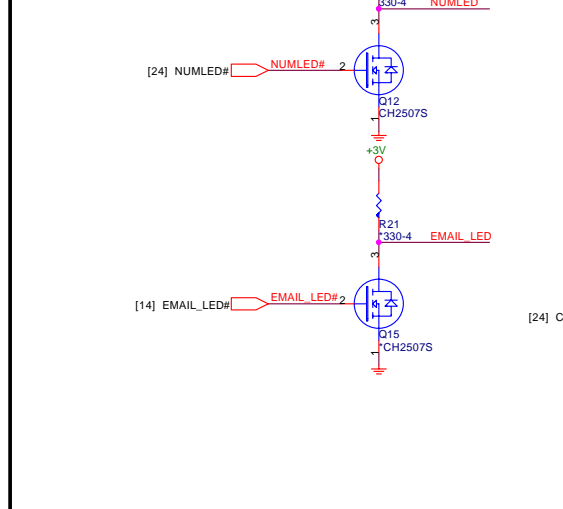 330-4 NUMLED
3
[24] NUMLED# NUMLED# 2
Q12
CH2507S
1
+3V
R21
*330-4 EMAIL_LED
3
[14] EMAIL_LED# EMAIL_LED# 2
[24] C
Q15
*CH2507S
1